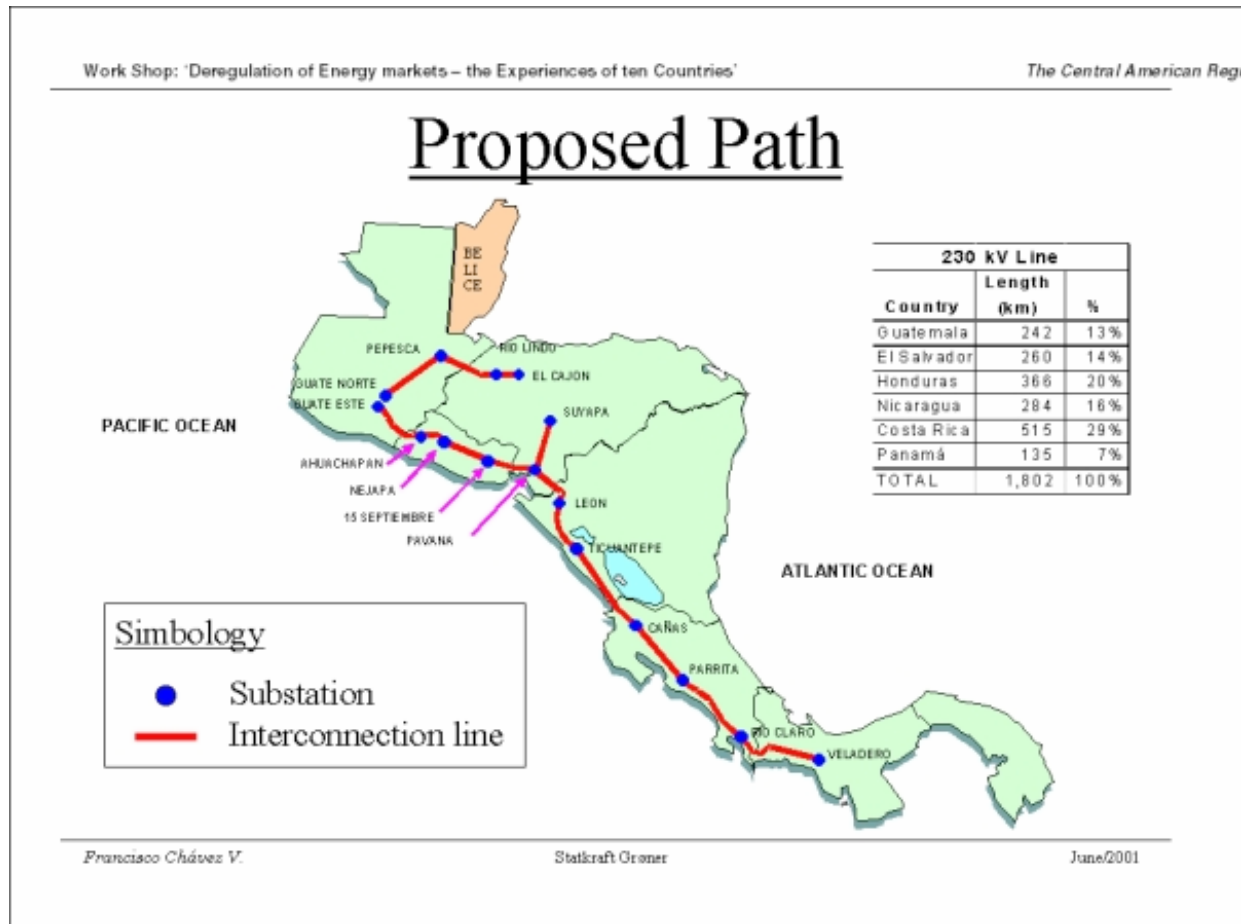 Work Shop: 'Deregulation of Energy markets – the Experiences of ten Countries'
The Central American Regi
Proposed Path
BE
LI
CE
230 kV Line
Country Length (km) %
Guatemala 242 13%
El Salvador 260 14%
Honduras 366 20%
Nicaragua 284 16%
Costa Rica 515 29%
Panamá 135 7%
TOTAL 1,802 100%
PEPESCA
RIO LINDO
EL CAJON
GUATE NORTE
GUATE ESTE
SUYAPA
PACIFIC OCEAN
AHUACHAPAN
NEJAPA
15 SEPTIEMBRE
PAVANA
LEON
TICUANTEPE
ATLANTIC OCEAN
CAÑAS
PARRITA
RIO CLARO
VELADERO
Simbology
Substation
Interconnection line
Francisco Chávez V.
Statkraft Grøner
June/2001